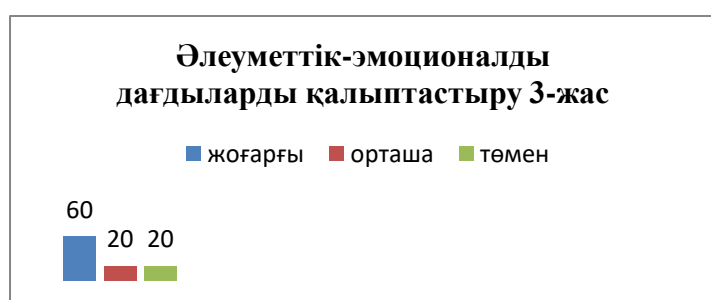 Әлеуметтік-эмоционалды
дағдыларды қалыптастыру 3-жас
жоғарғы орташа төмен
60
20 20